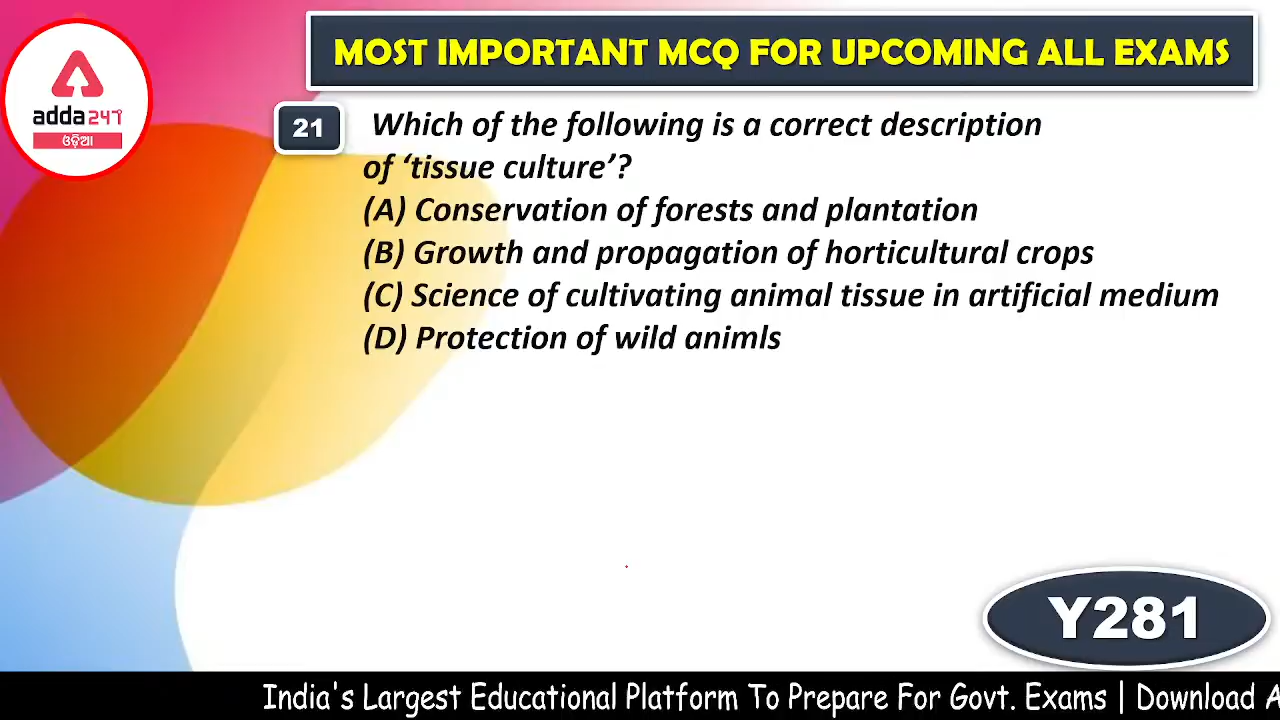 MOST IMPORTANT MCQ FOR UPCOMING ALL EXAMS
adda247
ଓଡ଼ିଆ
21 Which of the following is a correct description
of ‘tissue culture’?
(A) Conservation of forests and plantation
(B) Growth and propagation of horticultural crops
(C) Science of cultivating animal tissue in artificial medium
(D) Protection of wild animls
Y281
India's Largest Educational Platform To Prepare For Govt. Exams | Download A